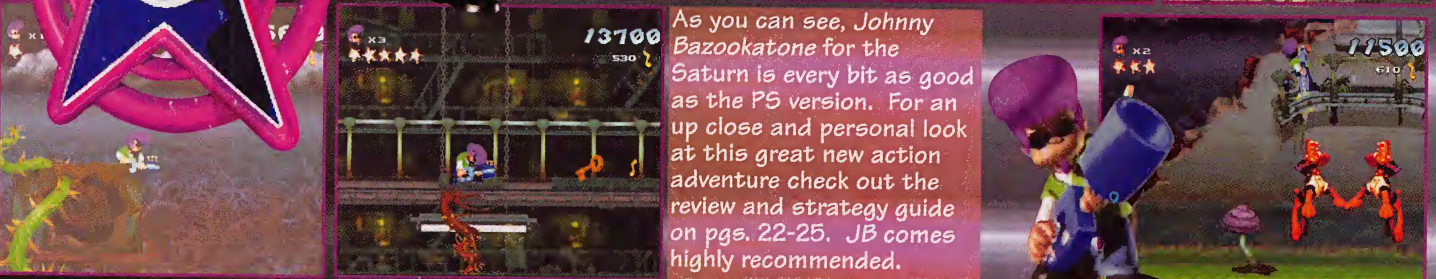 x3
13700
530
As you can see, Johnny
Bazookatone for the
Saturn is every bit as good
as the PS version. For an
up close and personal look
at this great new action
adventure check out the
review and strategy guide
on pgs. 22-25. JB comes
highly recommended.
x2
11500
610